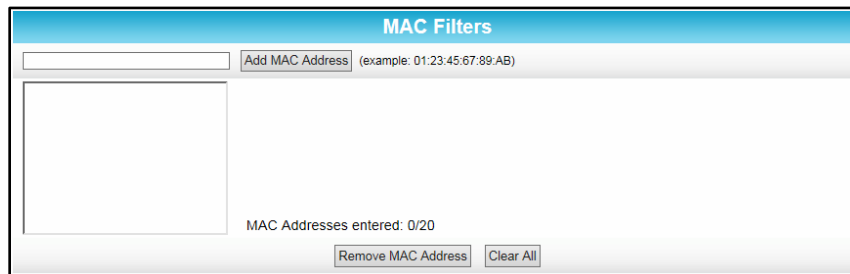 MAC Filters
Add MAC Address (example: 01:23:45:67:89:AB)
MAC Addresses entered: 0/20
Remove MAC Address Clear All